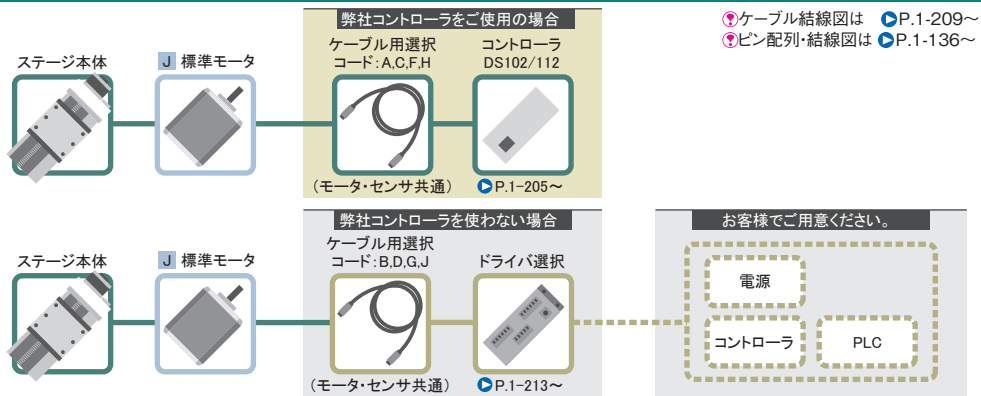 弊社コントローラをご使用の場合
?ケーブル結線図は P.1-209~
?ピン配列・結線図は P.1-136~
ステージ本体
J 標準モータ
ケーブル用選択
コード:A,C,F,H
コントローラ
DS102/112
(モータ・センサ共通)
P.1-205~
弊社コントローラを使わない場合
お客様でご用意ください。
ステージ本体
J 標準モータ
ケーブル用選択
コード:B,D,G,J
ドライバ選択
電源
コントローラ
PLC
(モータ・センサ共通)
P.1-213~